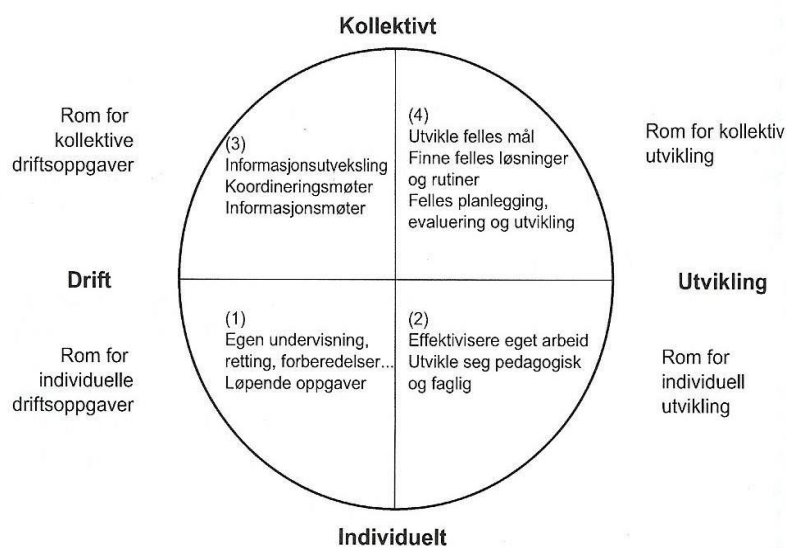 Kollektivt
Rom for
kollektive
driftsoppgaver
(3)
Informasjonsutveksling
Koordineringsmøter
Informasjonsmøter
(4)
Utvikle felles mål
Finne felles løsninger
og rutiner
Felles planlegging,
evaluering og utvikling
Rom for kollektiv
utvikling
Drift
Utvikling
Rom for
individuelle
driftsoppgaver
(1)
Egen undervisning,
retting, forberedelser...
Løpende oppgaver
(2)
Effektivisere eget arbeid
Utvikle seg pedagogisk
og faglig
Rom for
individuell
utvikling
Individuelt